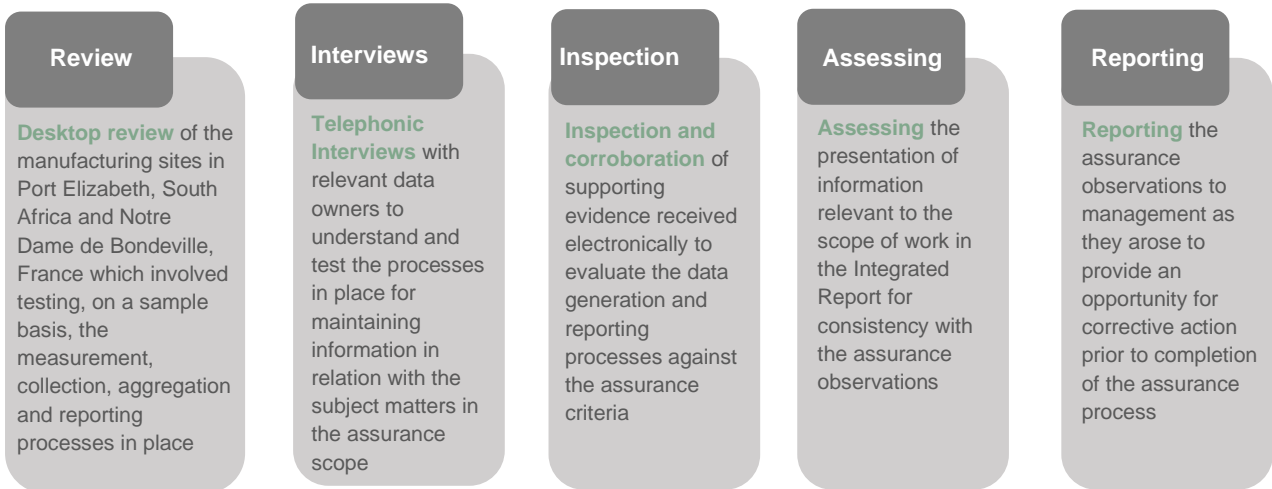 Review
Desktop review of the
manufacturing sites in
Port Elizabeth, South
Africa and Notre
Dame de Bondeville,
France which involved
testing, on a sample
basis, the
measurement,
collection, aggregation
and reporting
processes in place
Interviews
Telephonic
Interviews with
relevant data
owners to
understand and
test the processes
in place for
maintaining
information in
relation with the
subject matters in
the assurance
scope
Inspection
Inspection and
corroboration of
supporting
evidence received
electronically to
evaluate the data
generation and
reporting
processes against
the assurance
criteria
Assessing
Assessing the
presentation of
information
relevant to the
scope of work in
the Integrated
Report for
consistency with
the assurance
observations
Reporting
Reporting the
assurance
observations to
management as
they arose to
provide an
opportunity for
corrective action
prior to completion
of the assurance
process